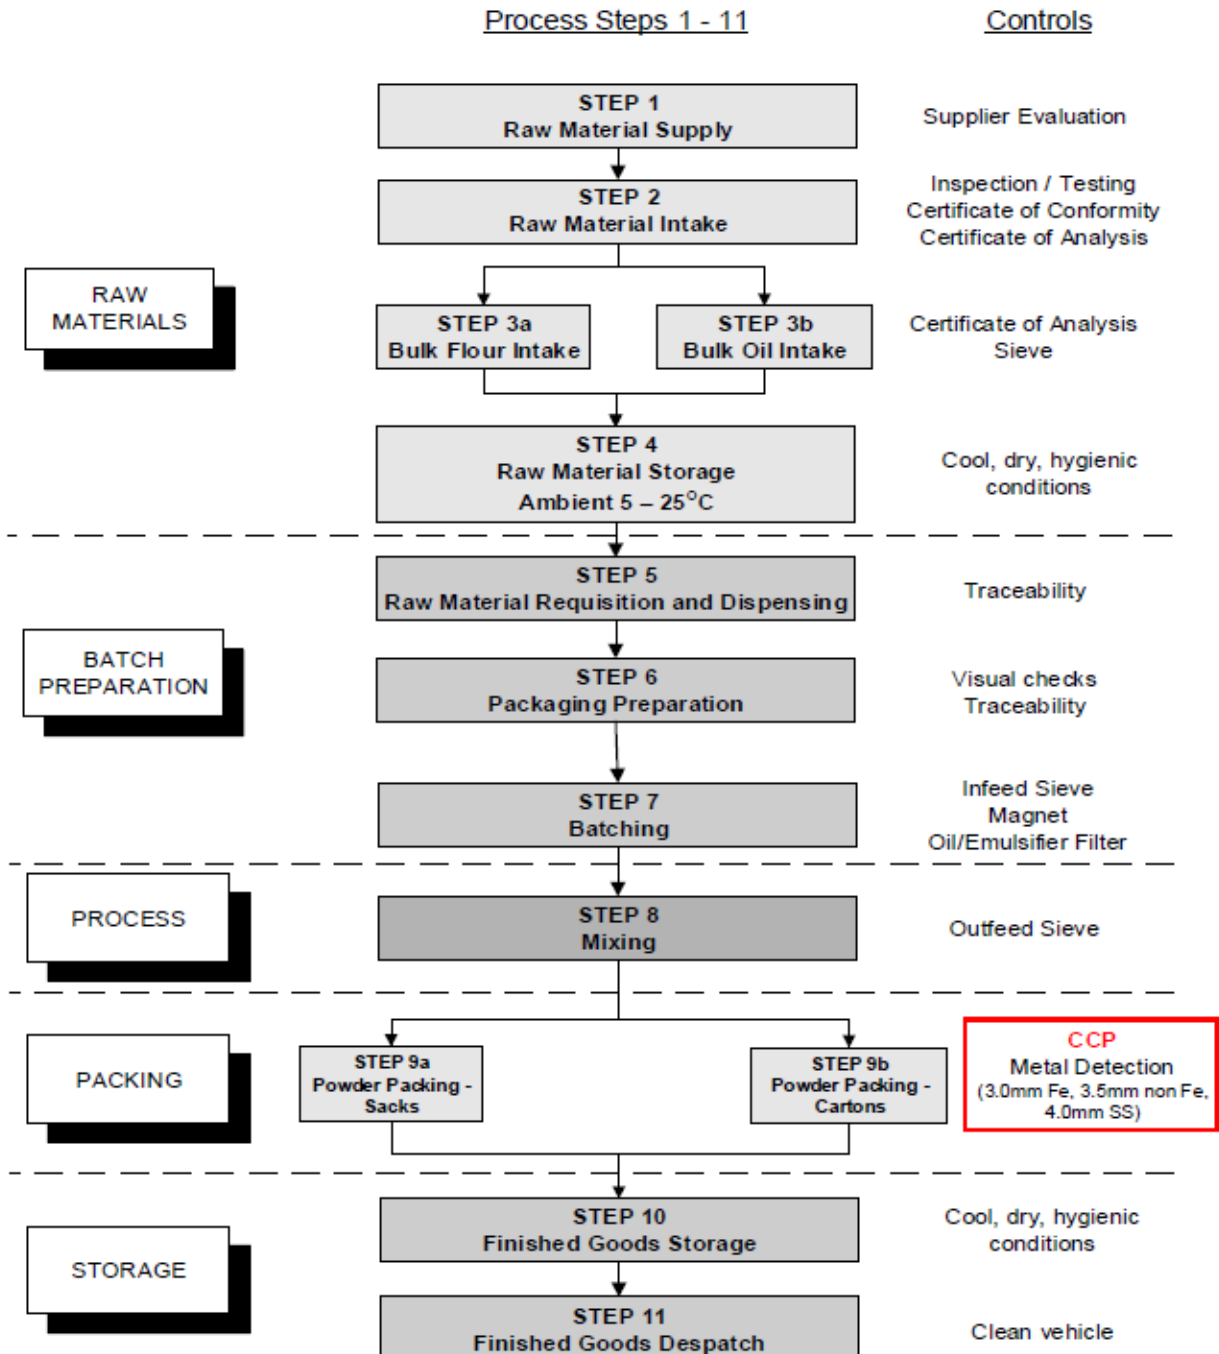 Process Steps 1 - 11
Controls
STEP 1
Raw Material Supply
Supplier Evaluation
STEP 2
Raw Material Intake
Inspection / Testing
Certificate of Conformity
Certificate of Analysis
RAW
MATERIALS
STEP 3a
Bulk Flour Intake
STEP 3b
Bulk Oil Intake
Certificate of Analysis
Sieve
STEP 4
Raw Material Storage
Ambient 5 – 25°C
Cool, dry, hygienic
conditions
STEP 5
Raw Material Requisition and Dispensing
Traceability
BATCH
PREPARATION
STEP 6
Packaging Preparation
Visual checks
Traceability
STEP 7
Batching
Infeed Sieve
Magnet
Oil/Emulsifier Filter
PROCESS
STEP 8
Mixing
Outfeed Sieve
PACKING
STEP 9a
Powder Packing -
Sacks
STEP 9b
Powder Packing -
Cartons
CCP
Metal Detection
(3.0mm Fe, 3.5mm non Fe,
4.0mm SS)
STORAGE
STEP 10
Finished Goods Storage
Cool, dry, hygienic
conditions
STEP 11
Finished Goods Despatch
Clean vehicle